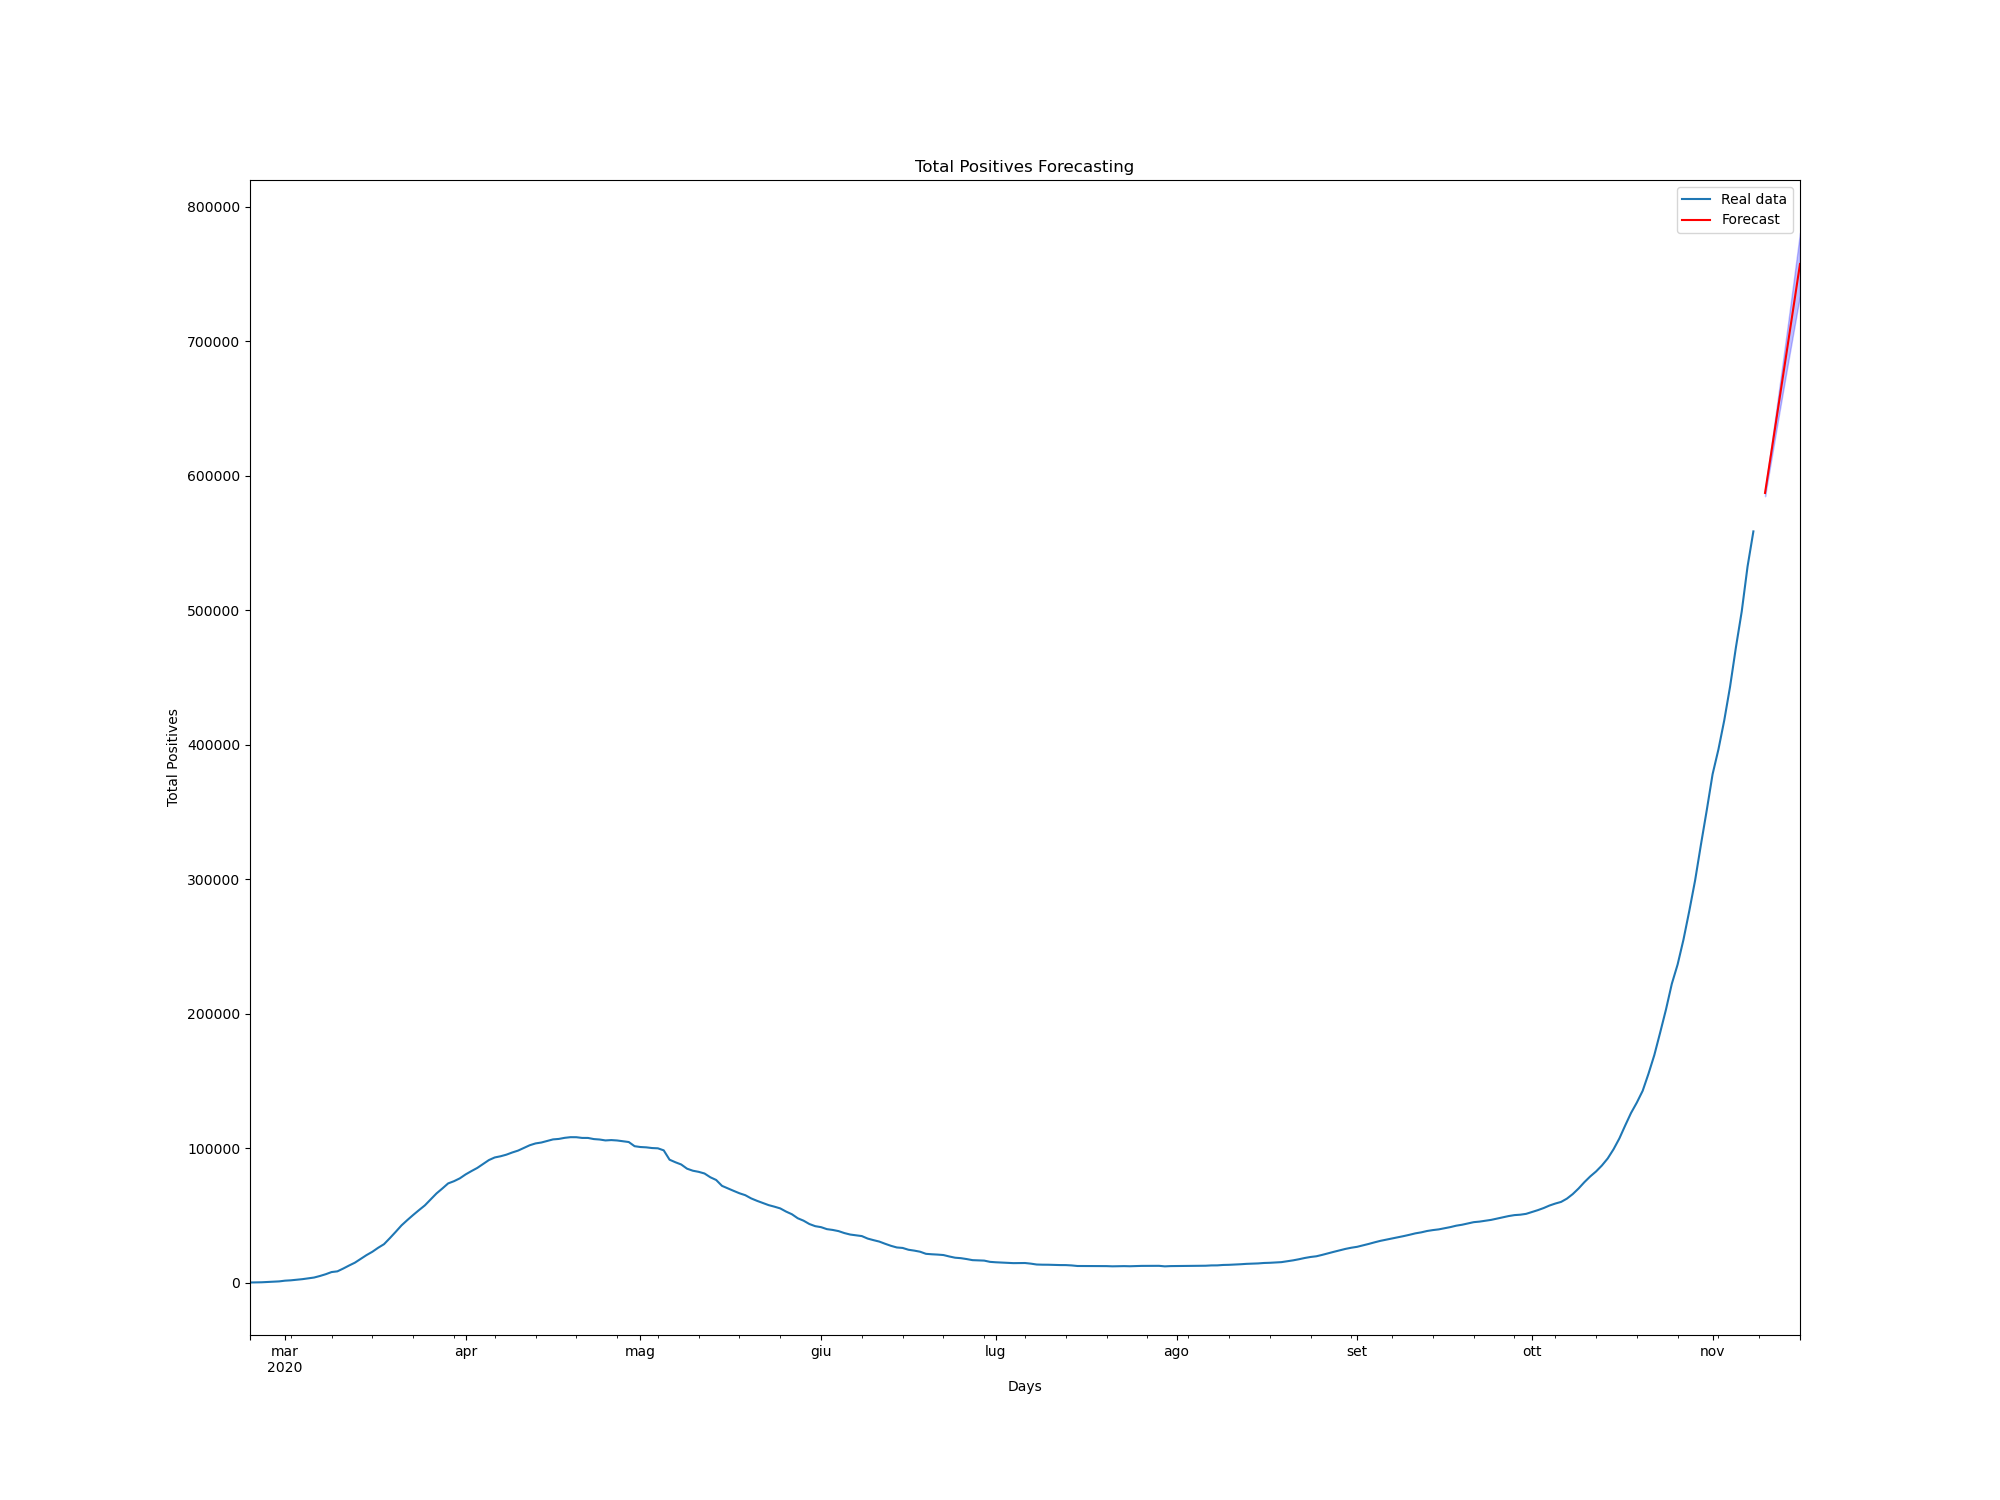 Total Positives Forecasting
Real data
Forecast
800000
700000
600000
500000
400000
300000
200000
100000
0
Total Positives
mar apr mag giu lug ago set ott nov
2020
Days